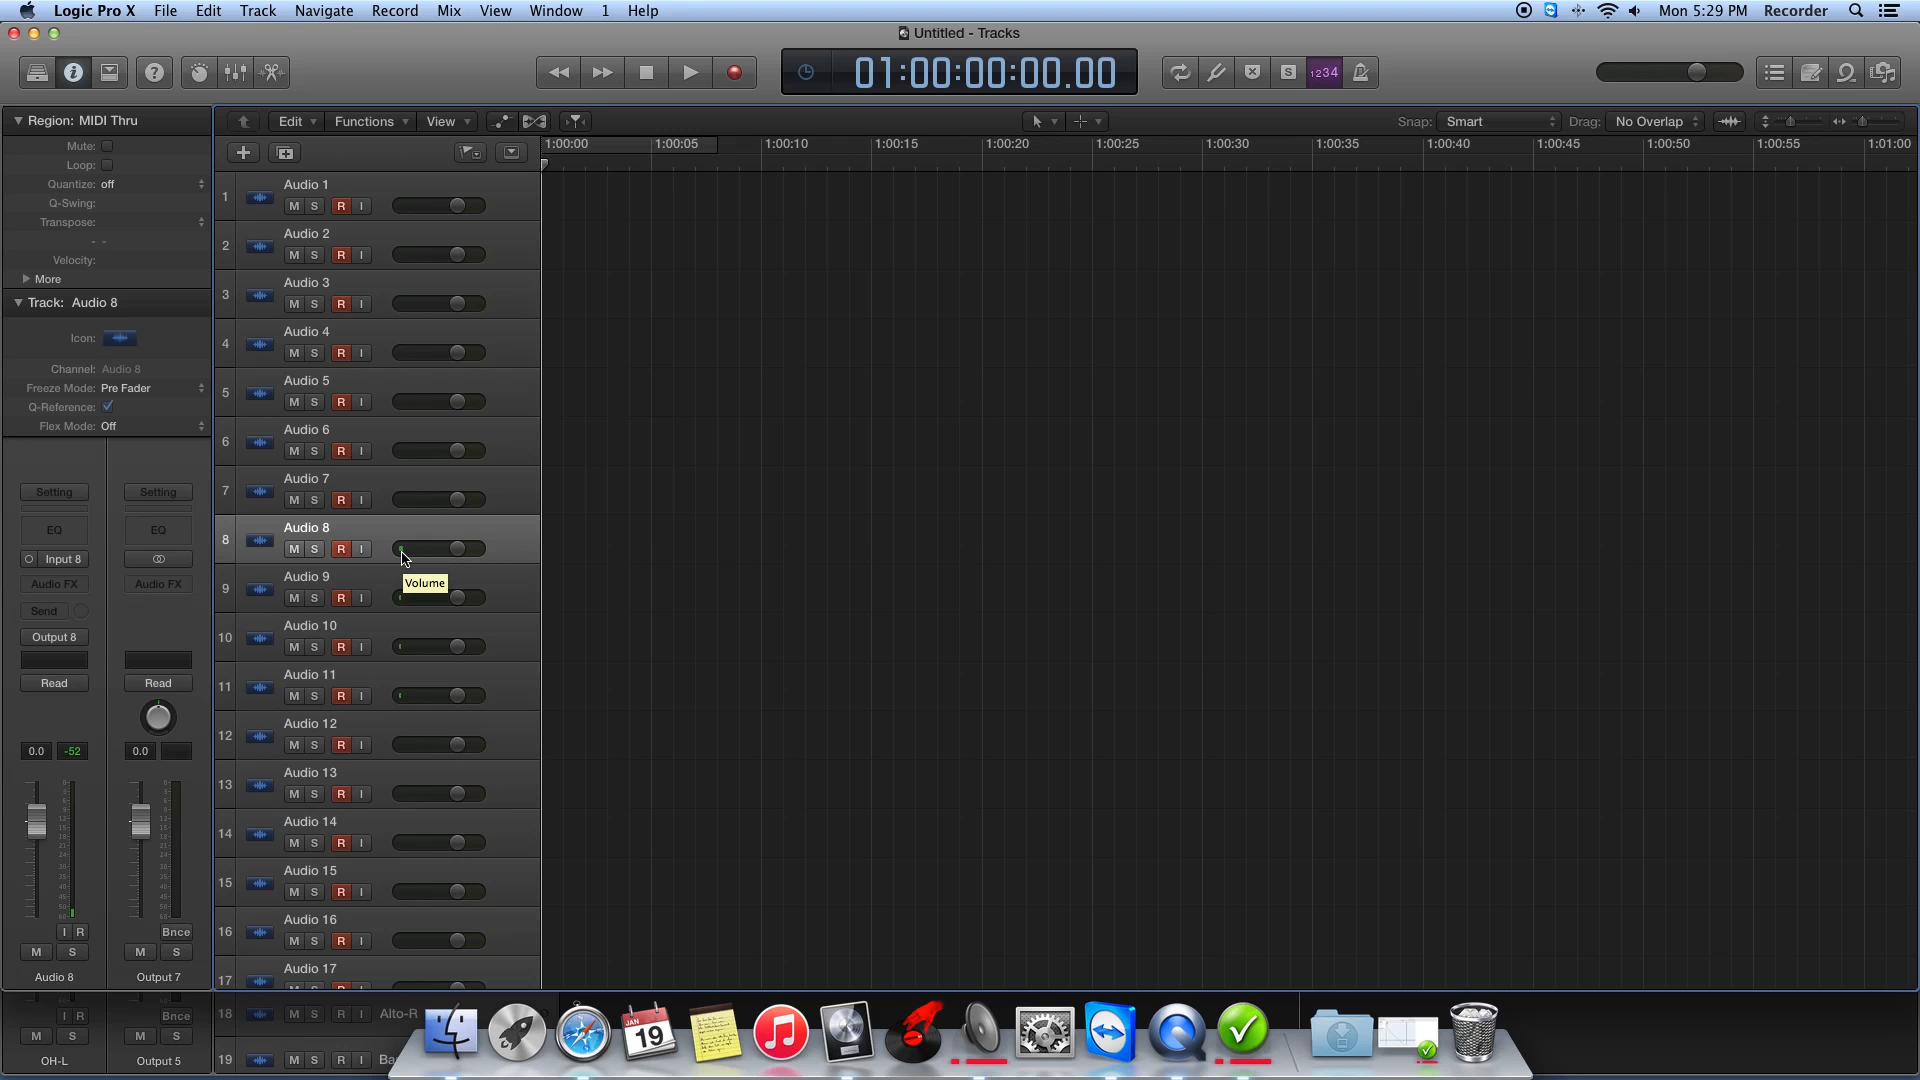 Logic Pro X File Edit Track Navigate Record Mix View Window 1 Help Mon 5:29 PM Recorder
Untitled - Tracks
01:00:00:00.00
S
1234
Region: MIDI Thru
Edit Functions View Snap: Smart Drag: No Overlap
1:00:00 1:00:05 1:00:10 1:00:15 1:00:20 1:00:25 1:00:30 1:00:35 1:00:40 1:00:45 1:00:50 1:00:55 1:01:00
Mute:
Loop:
Quantize: off
Q-Swing:
Transpose:
- -
Velocity:
More
Track: Audio 8
Icon:
Channel: Audio 8
Freeze Mode: Pre Fader
Q-Reference:
Flex Mode: Off
Setting Setting
EQ EQ
Input 8
Audio FX Audio FX
Send
Output 8
Read Read
0.0 -52 0.0
I R Bnce
M S M S
Audio 8 Output 7
I R Bnce
M S M S
OH-L Output 5
1 Audio 1
M S R I
2 Audio 2
M S R I
3 Audio 3
M S R I
4 Audio 4
M S R I
5 Audio 5
M S R I
6 Audio 6
M S R I
7 Audio 7
M S R I
8 Audio 8
M S R I
Volume
9 Audio 9
M S R I
10 Audio 10
M S R I
11 Audio 11
M S R I
12 Audio 12
M S R I
13 Audio 13
M S R I
14 Audio 14
M S R I
15 Audio 15
M S R I
16 Audio 16
M S R I
17 Audio 17
18 M S R I Alto-R
19 M S R I
JAN
19